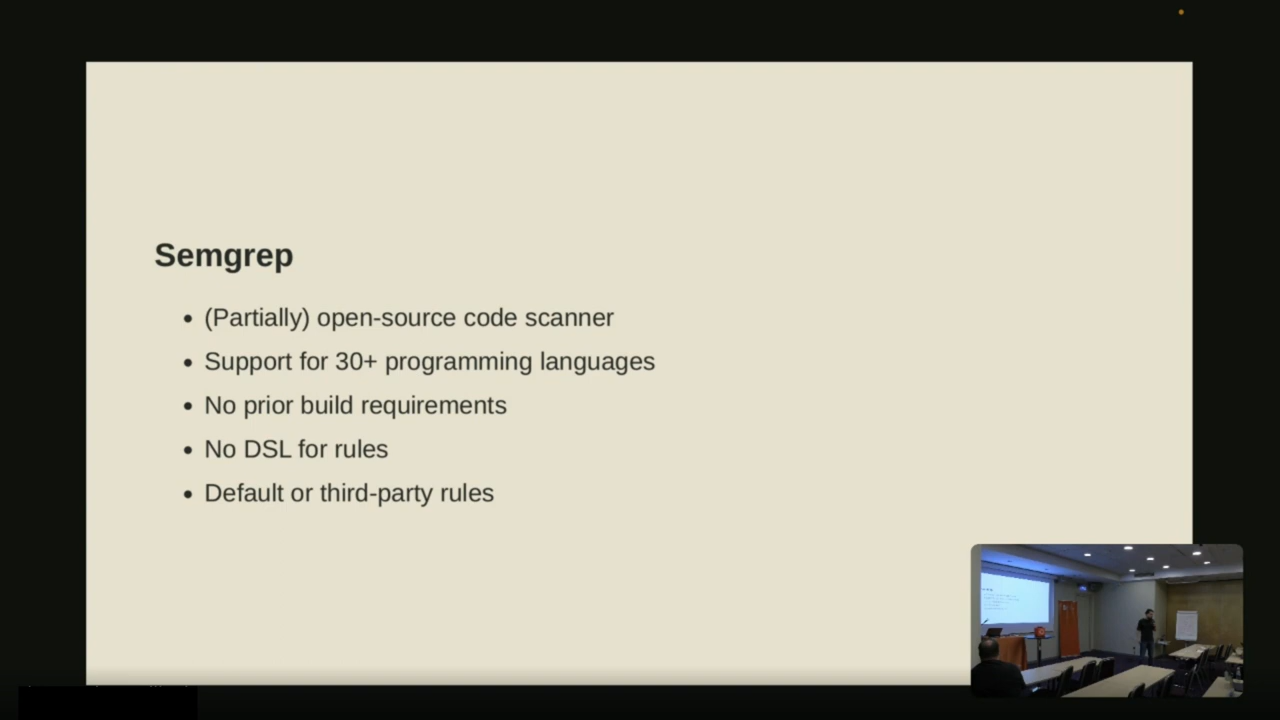 Semgrep
(Partially) open-source code scanner
Support for 30+ programming languages
No prior build requirements
No DSL for rules
Default or third-party rules